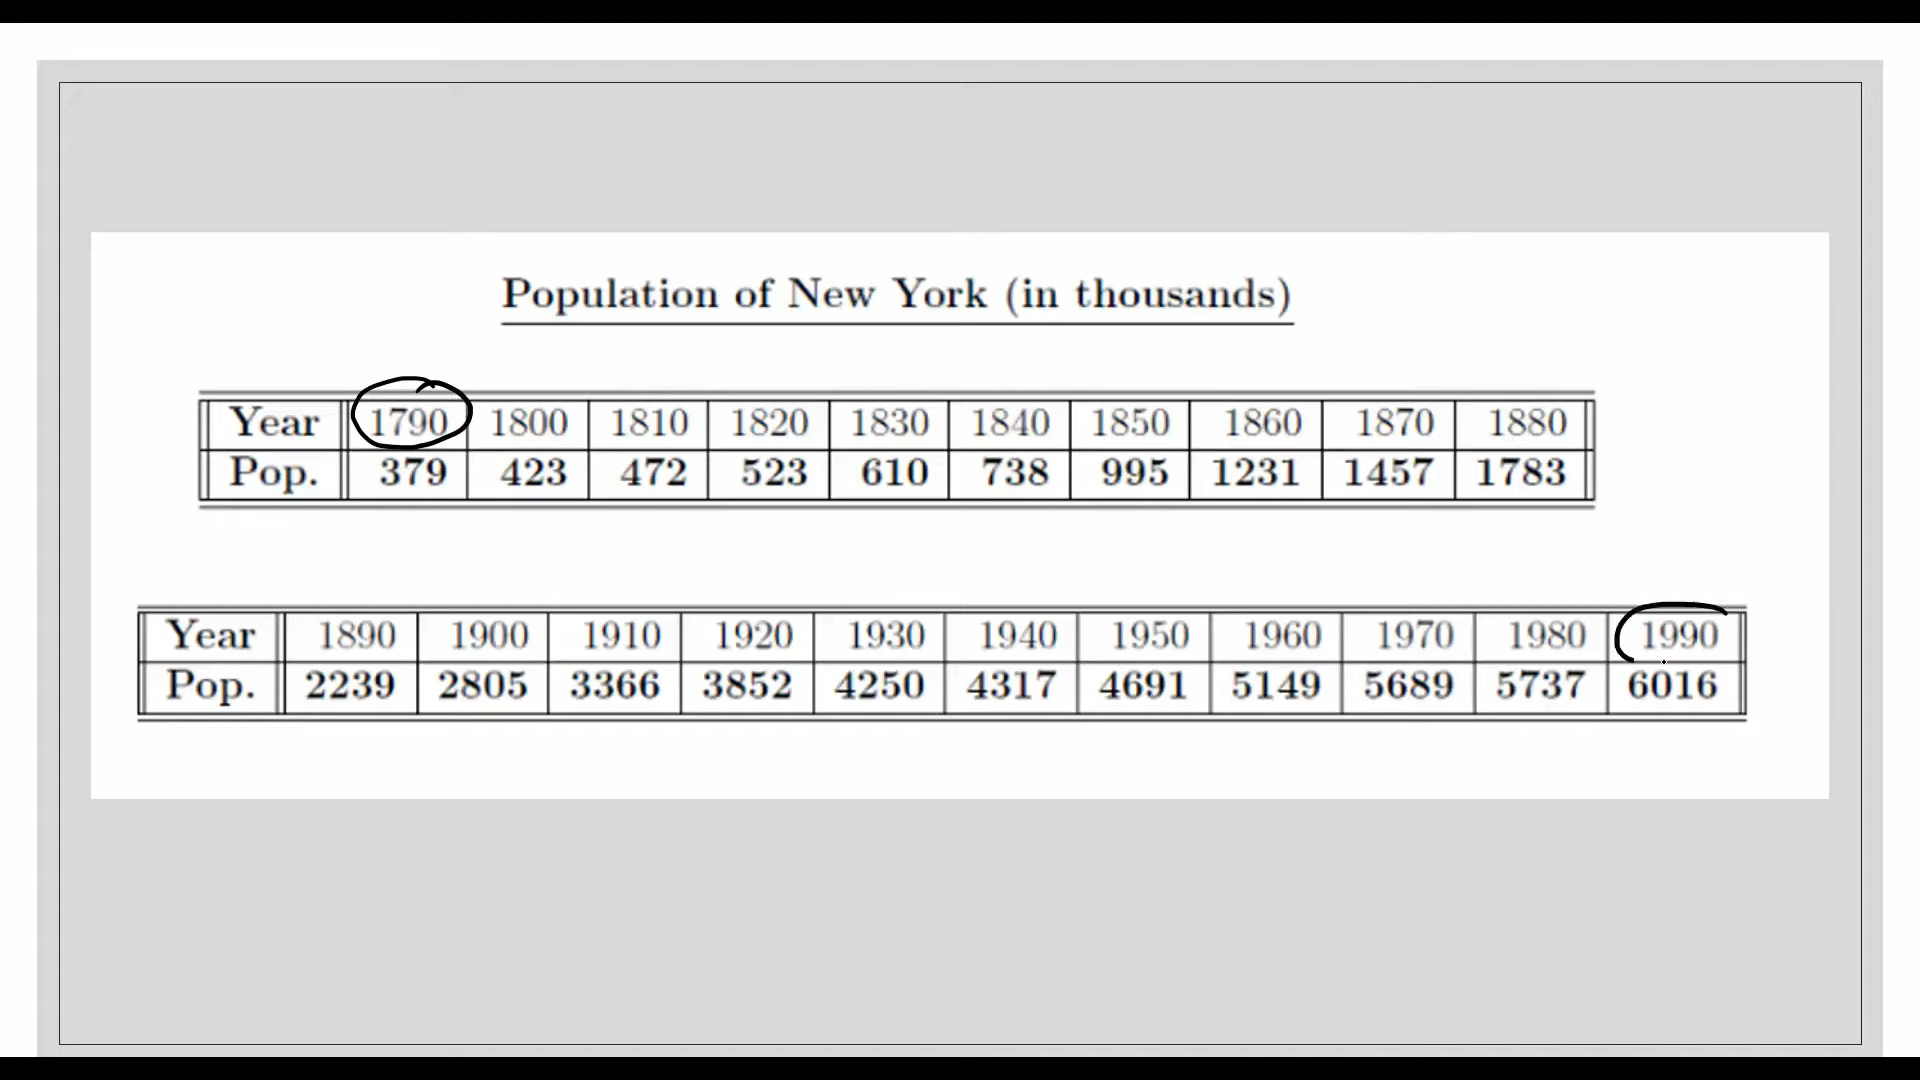 Population of New York (in thousands)
Year 1790 1800 1810 1820 1830 1840 1850 1860 1870 1880
Pop. 379 423 472 523 610 738 995 1231 1457 1783
Year 1890 1900 1910 1920 1930 1940 1950 1960 1970 1980 1990
Pop. 2239 2805 3366 3852 4250 4317 4691 5149 5689 5737 6016